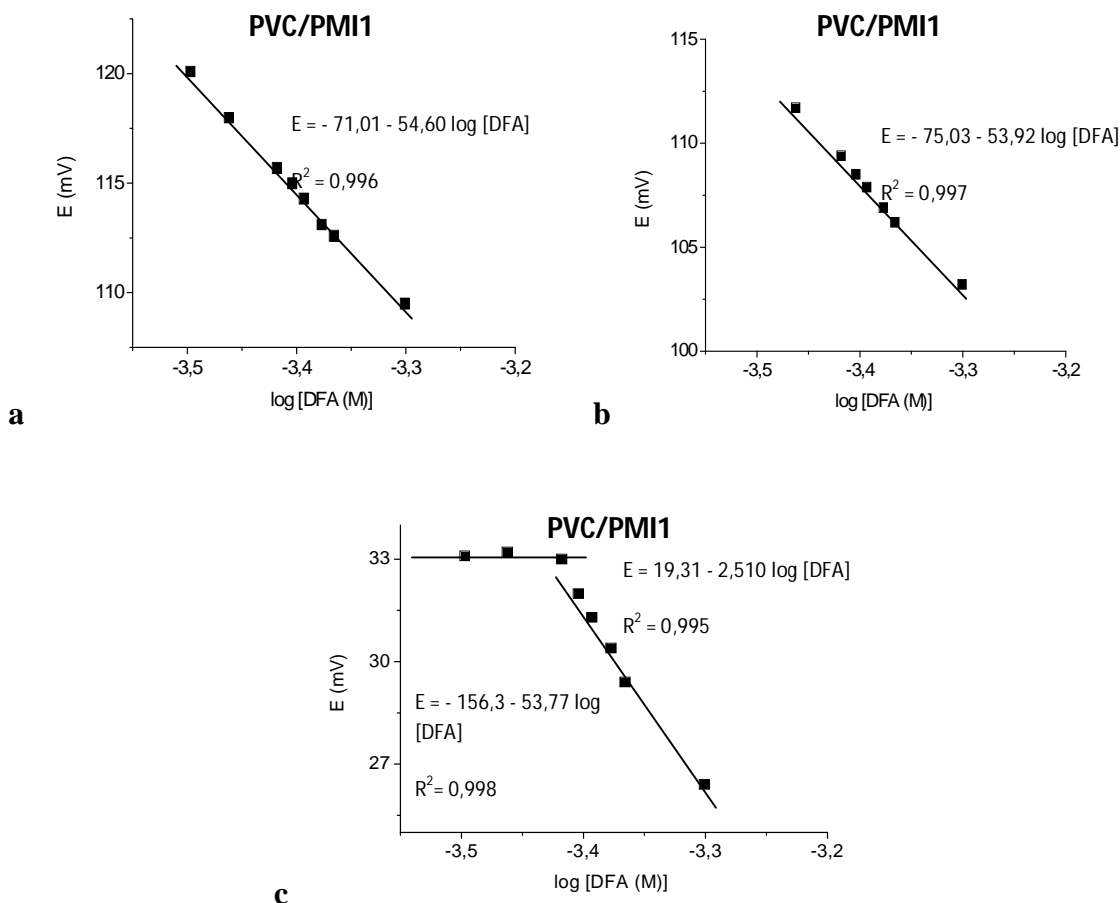 PVC/PMI1
120
115
110
E (mV)
E = - 71,01 - 54,60 log [DFA]
R² = 0,996
-3,5 -3,4 -3,3 -3,2
log [DFA (M)]
a
PVC/PMI1
115
110
105
100
E (mV)
E = - 75,03 - 53,92 log [DFA]
R² = 0,997
-3,5 -3,4 -3,3 -3,2
log [DFA (M)]
b
PVC/PMI1
33
30
27
E (mV)
E = 19,31 - 2,510 log [DFA]
R² = 0,995
E = - 156,3 - 53,77 log
[DFA]
R² = 0,998
-3,5 -3,4 -3,3 -3,2
log [DFA (M)]
c